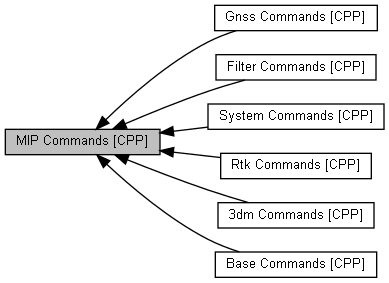 Gnss Commands [CPP]
Filter Commands [CPP]
System Commands [CPP]
MIP Commands [CPP]
Rtk Commands [CPP]
3dm Commands [CPP]
Base Commands [CPP]